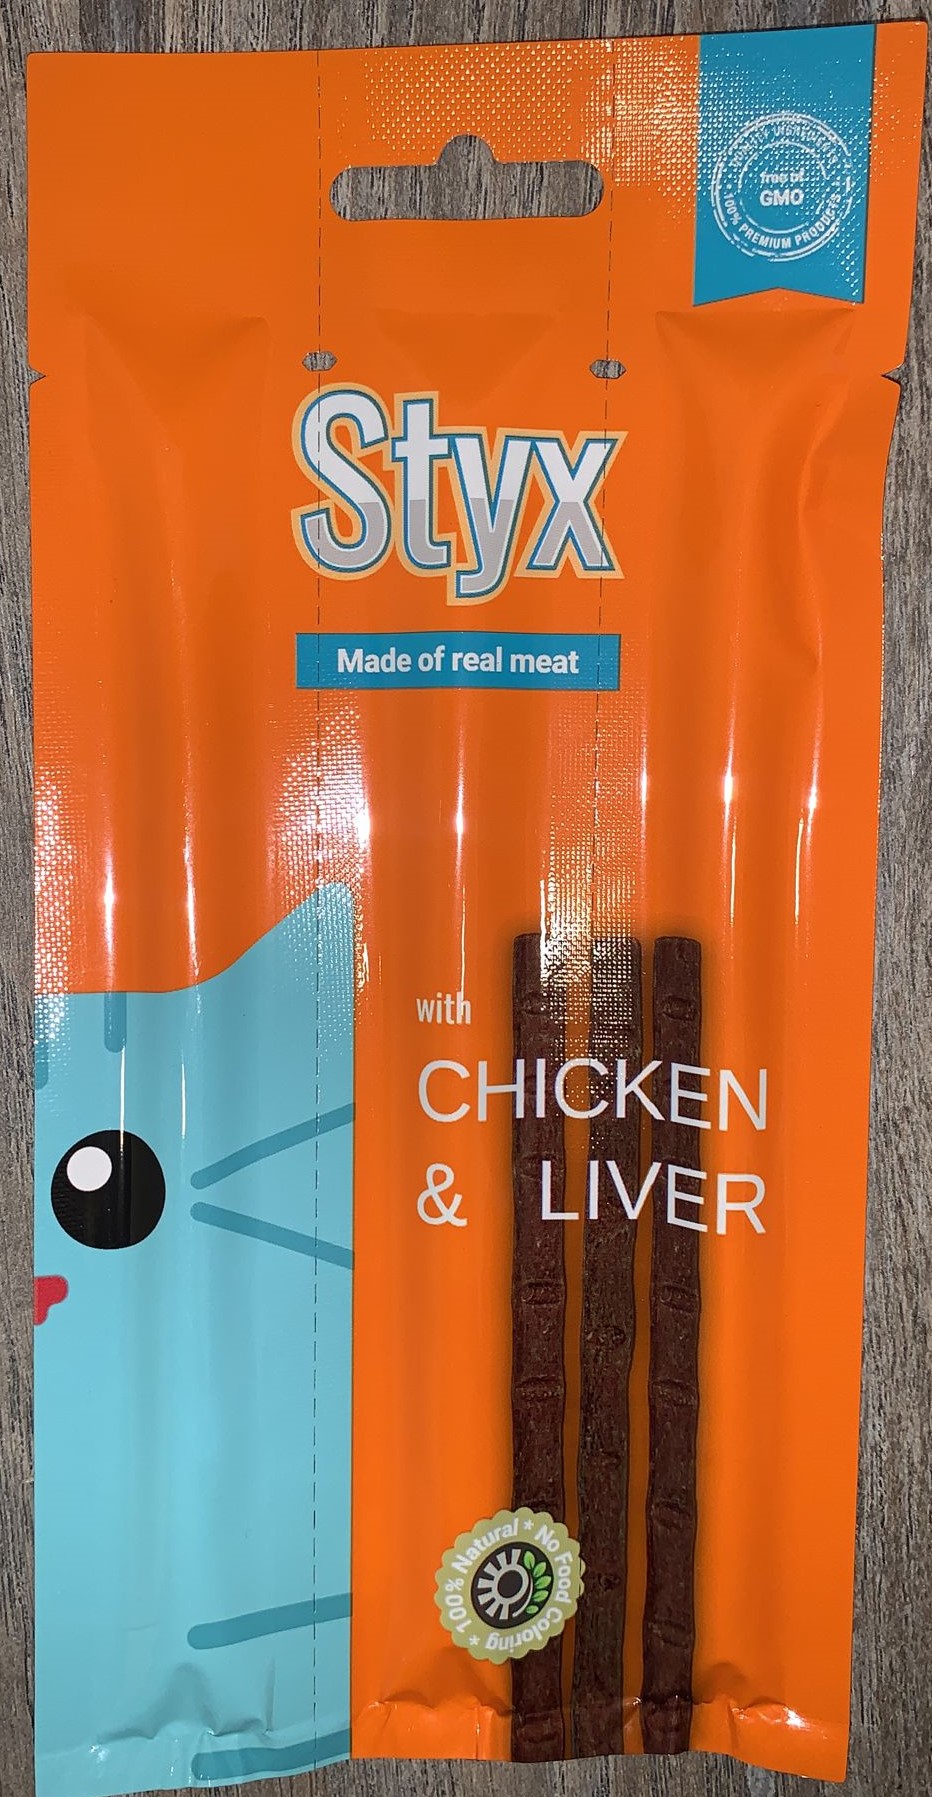 free of
GMO
100% PREMIUM PRODUCTS
Styx
Made of real meat
with
CHICKEN
& LIVER
100% Natural * No Food Coloring *